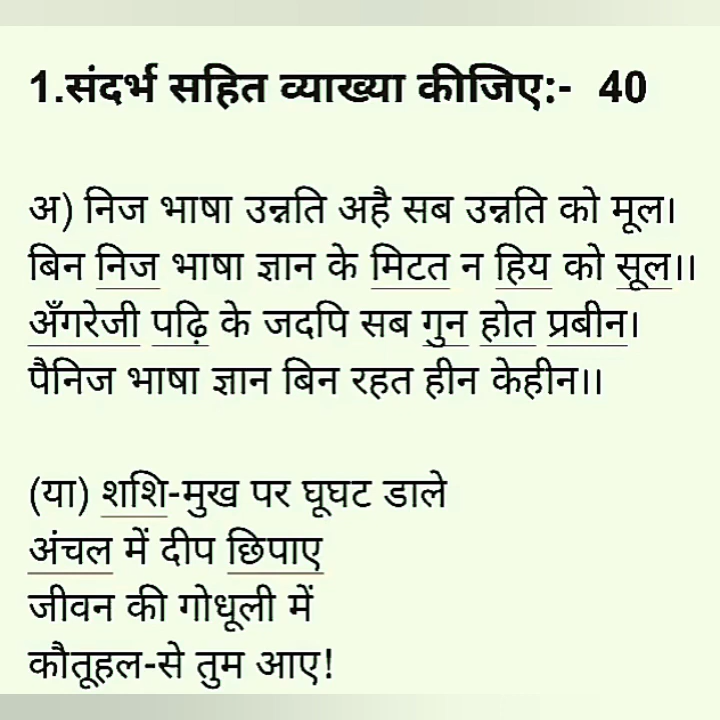 1.संदर्भ सहित व्याख्या कीजिए:- 40
अ) निज भाषा उन्नति अहै सब उन्नति को मूल।
बिन निज भाषा ज्ञान के मिटत न हिय को सूल।।
अँगरेजी पढ़ि के जदपि सब गुन होत प्रबीन।
पैनिज भाषा ज्ञान बिन रहत हीन केहीन।।
(या) शशि-मुख पर घूघट डाले
अंचल में दीप छिपाए
जीवन की गोधूली में
कौतूहल-से तुम आए!